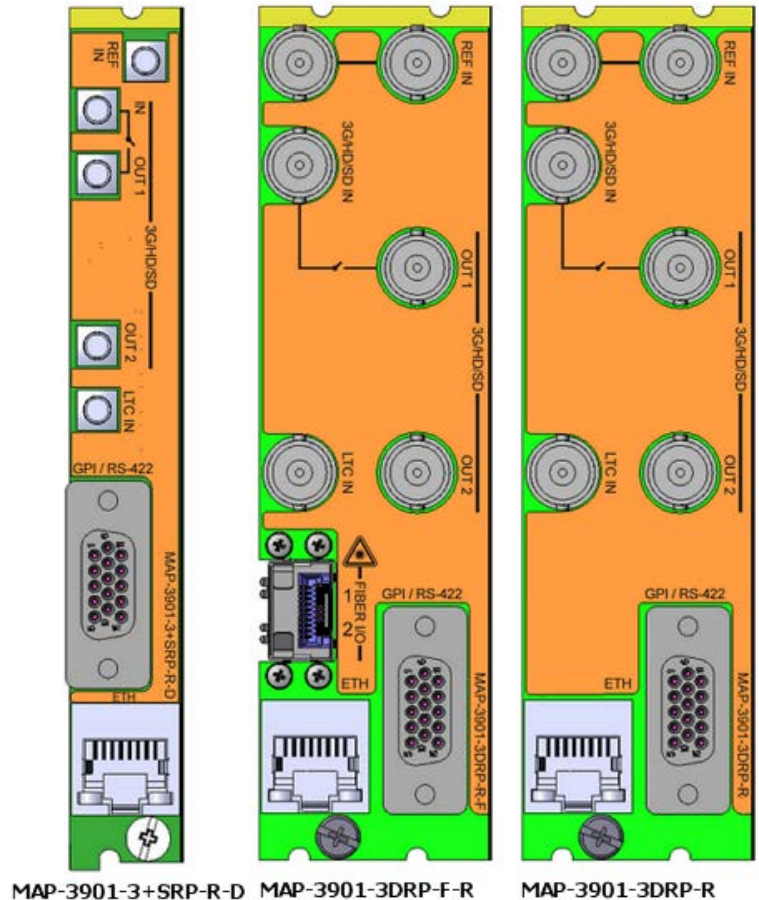 REF IN
IN
OUT 1
3G/HD/SD
OUT 2
LTC IN
GPI / RS-422
MAP-3901-3+SRP-R-D
ETH
MAP-3901-3+SRP-R-D
REF IN
3G/HD/SD IN
OUT 1
3G/HD/SD
LTC IN
OUT 2
FIBER I/O
1
2
GPI / RS-422
ETH
MAP-3901-3DRP-R-F
MAP-3901-3DRP-F-R
REF IN
3G/HD/SD IN
OUT 1
3G/HD/SD
LTC IN
OUT 2
GPI / RS-422
ETH
MAP-3901-3DRP-R
MAP-3901-3DRP-R